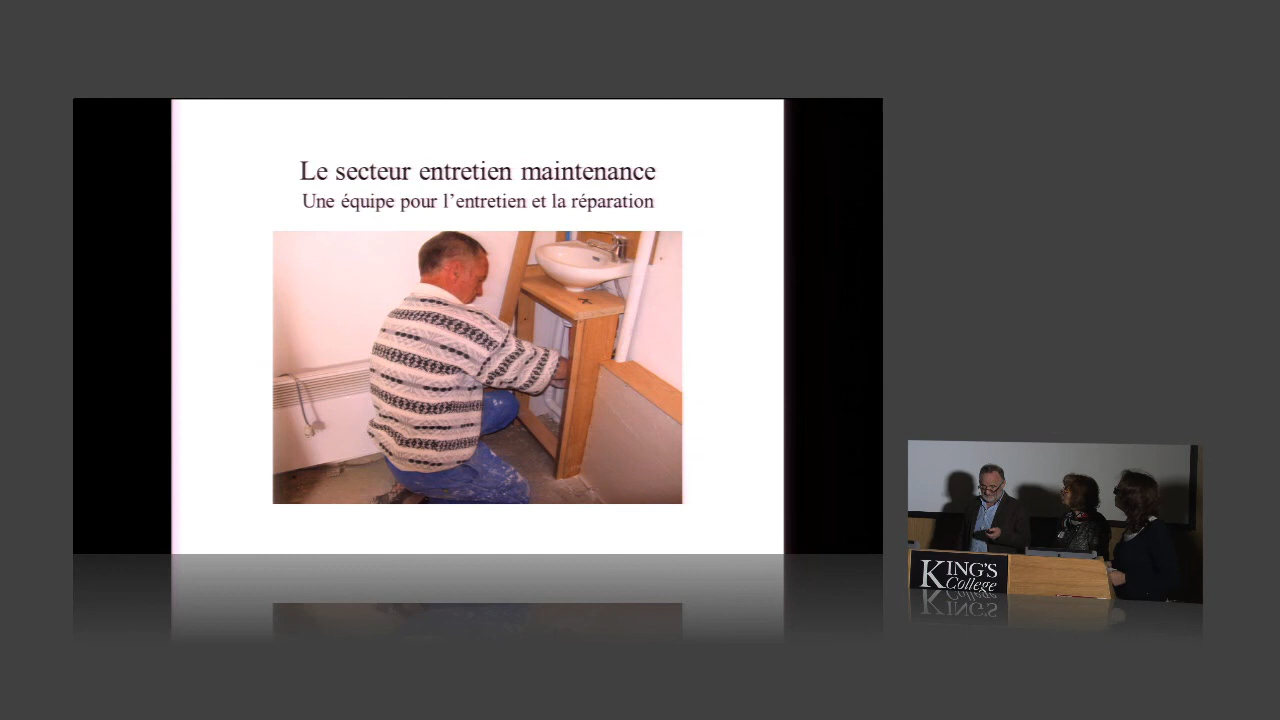 Le secteur entretien maintenance
Une équipe pour l’entretien et la réparation
KING'S
College